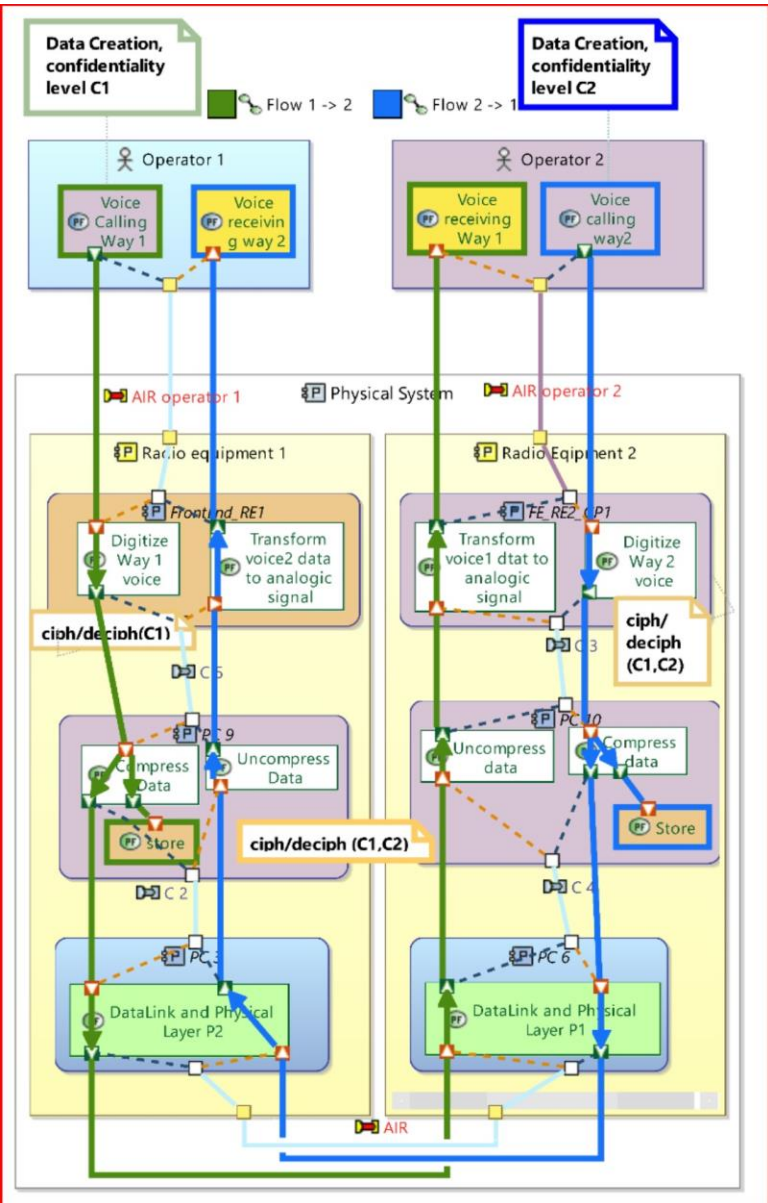 Data Creation,
confidentiality
level C1
Data Creation,
confidentiality
level C2
Flow 1 -> 2
Flow 2 -> 1
Operator 1
Operator 2
Voice
Calling
Way 1
Voice
receivin
g way 2
Voice
receiving
Way 1
Voice
calling
way2
AIR operator 1
Physical System
AIR operator 2
Radio equipment 1
Radio Eqipment 2
Frontend_RE1
FE_RE2_CP1
Digitize
Way 1
voice
Transform
voice2 data
to analogic
signal
Transform
voice1 dtat to
analogic
signal
Digitize
Way 2
voice
ciph/deciph(C1)
ciph/
deciph
(C1,C2)
C 5
C 3
PC 9
PC 10
Compress
Data
Uncompress
Data
Uncompress
data
Compress
data
store
Store
ciph/deciph (C1,C2)
C 2
C 4
PC 3
PC 6
DataLink and Physical
Layer P2
DataLink and Physical
Layer P1
AIR